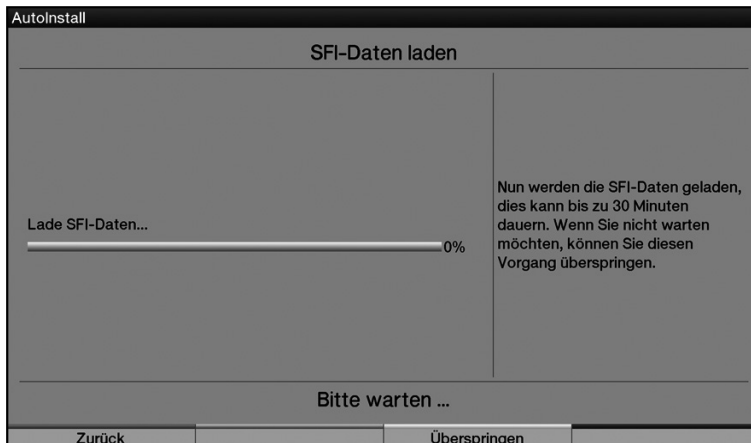 AutoInstall
SFI-Daten laden
Lade SFI-Daten...
0%
Nun werden die SFI-Daten geladen,
dies kann bis zu 30 Minuten
dauern. Wenn Sie nicht warten
möchten, können Sie diesen
Vorgang überspringen.
Bitte warten ...
Zurück
Überspringen